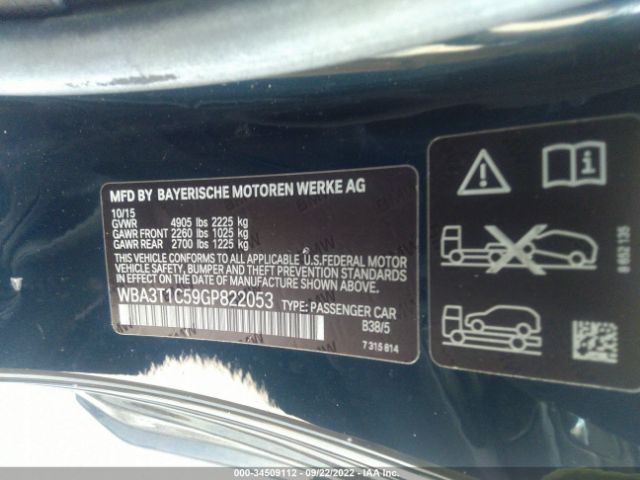 MFD BY BAYERISCHE MOTOREN WERKE AG
10/15
GVWR 4905 lbs 2225 kg
GAWR FRONT 2260 lbs 1025 kg
GAWR REAR 2700 lbs 1225 kg
THIS VEHICLE CONFORMS TO ALL APPLICABLE U.S.FEDERAL MOTOR
VEHICLE SAFETY, BUMPER, AND THEFT PREVENTION STANDARDS
IN EFFECT ON THE DATE OF MANUFACTURE SHOWN ABOVE.
WBA3T1C59GP822053 TYPE: PASSENGER CAR
B38/5
7 315 814
8 652 135
000-34509112 - 09/22/2022 - IAA Inc.